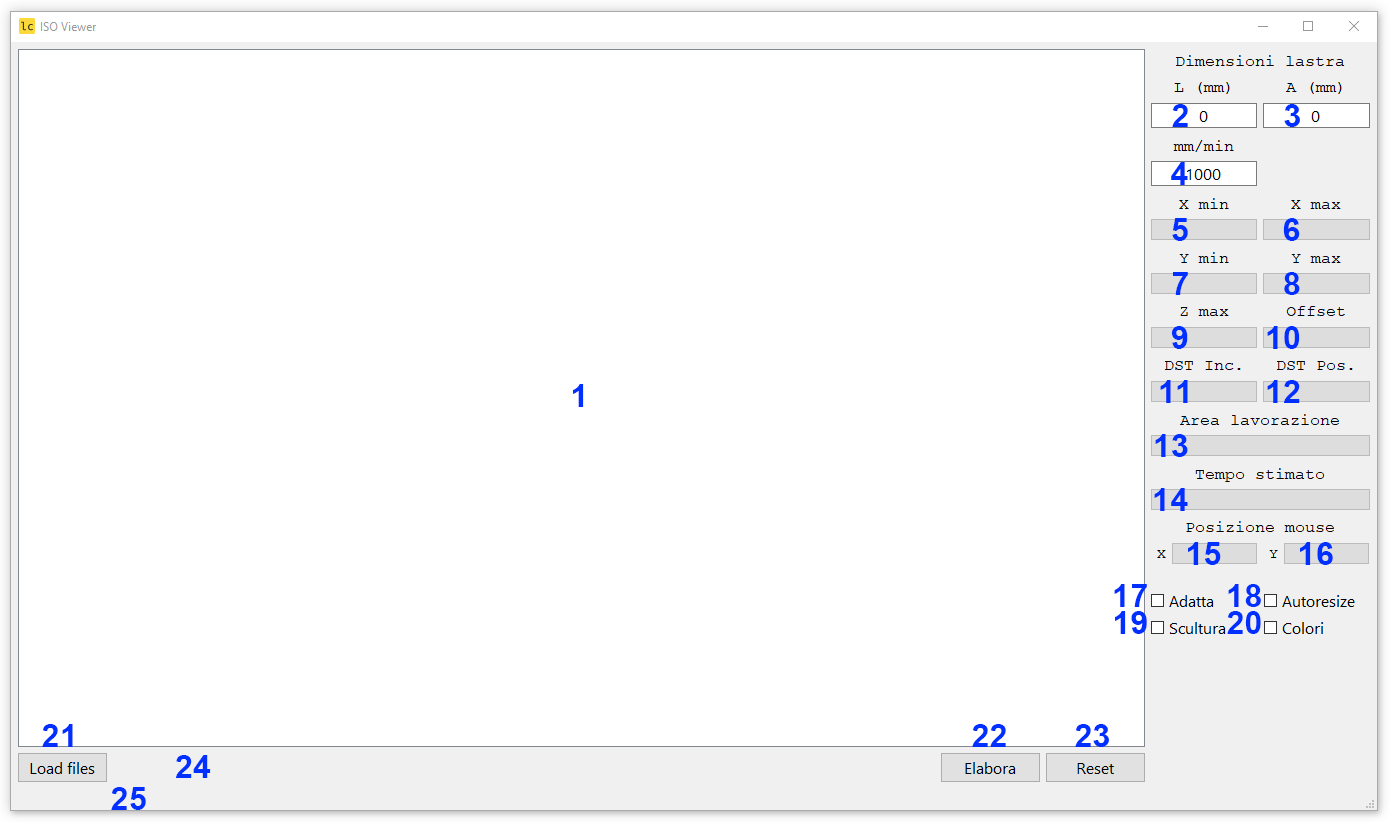 lc ISO Viewer
Dimensioni lastra
L (mm) A (mm)
2 0 3 0
mm/min
4 1000
X min X max
5 6
Y min Y max
7 8
Z max Offset
9 10
DST Inc. DST Pos.
11 12
1
Area lavorazione
13
Tempo stimato
14
Posizione mouse
X 15 Y 16
17 Adatta 18 Autoresize
19 Scultura 20 Colori
21 22 23
Load files 24 Elabora Reset
25